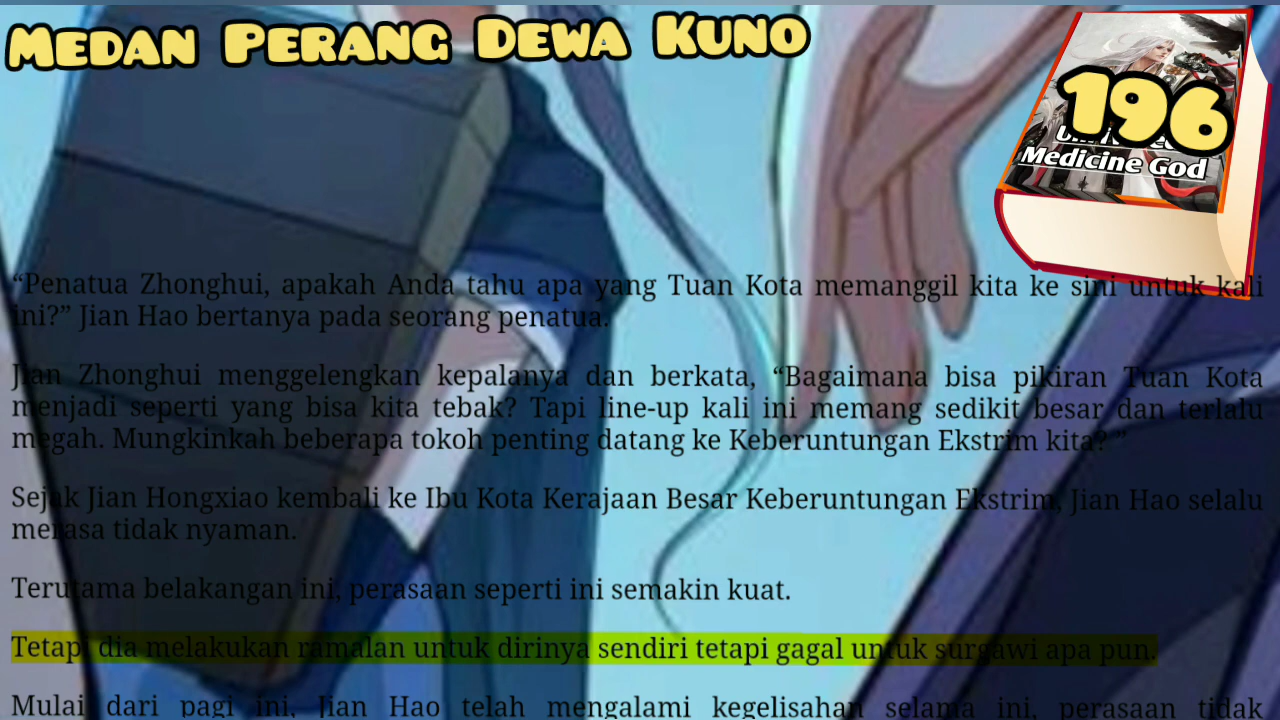 Medan Perang Dewa Kuno
196
Medicine God
“Penatua Zhonghui, apakah Anda tahu apa yang Tuan Kota memanggil kita ke sini untuk kali
ini?” Jian Hao bertanya pada seorang penatua.
Jian Zhonghui menggelengkan kepalanya dan berkata, “Bagaimana bisa pikiran Tuan Kota
menjadi seperti yang bisa kita tebak? Tapi line-up kali ini memang sedikit besar dan terlalu
megah. Mungkinkah beberapa tokoh penting datang ke Keberuntungan Ekstrim kita? ”
Sejak Jian Hongxiao kembali ke Ibu Kota Kerajaan Besar Keberuntungan Ekstrim, Jian Hao selalu
merasa tidak nyaman.
Terutama belakangan ini, perasaan seperti ini semakin kuat.
Tetapi dia melakukan ramalan untuk dirinya sendiri tetapi gagal untuk surgawi apa pun.
Mulai dari pagi ini, Jian Hao telah mengalami kegelisahan selama ini, perasaan tidak